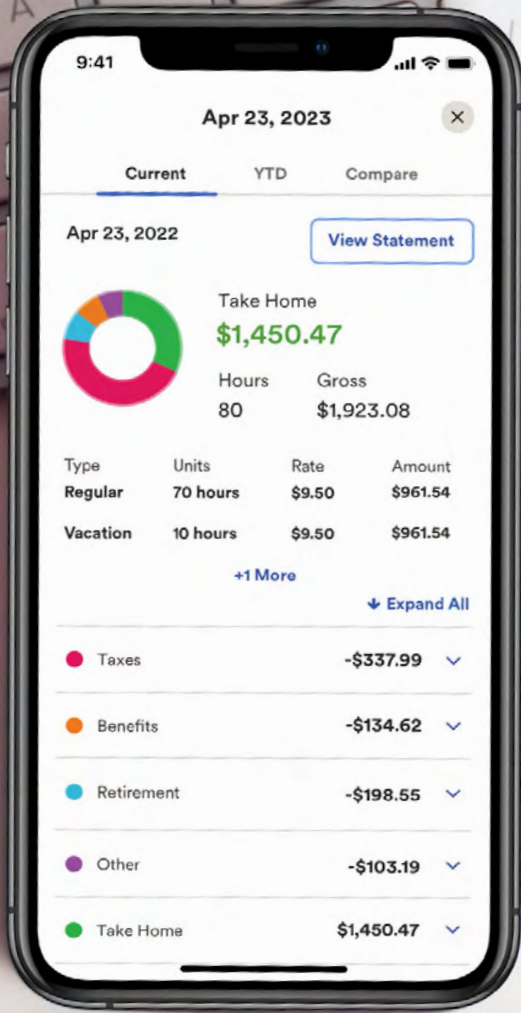 A
9:41
Apr 23, 2023
Current YTD Compare
Apr 23, 2022
View Statement
Take Home
$1,450.47
Hours Gross
80 $1,923.08
Type Units Rate Amount
Regular 70 hours $9.50 $961.54
Vacation 10 hours $9.50 $961.54
+1 More
Expand All
Taxes -$337.99
Benefits -$134.62
Retirement -$198.55
Other -$103.19
Take Home $1,450.47